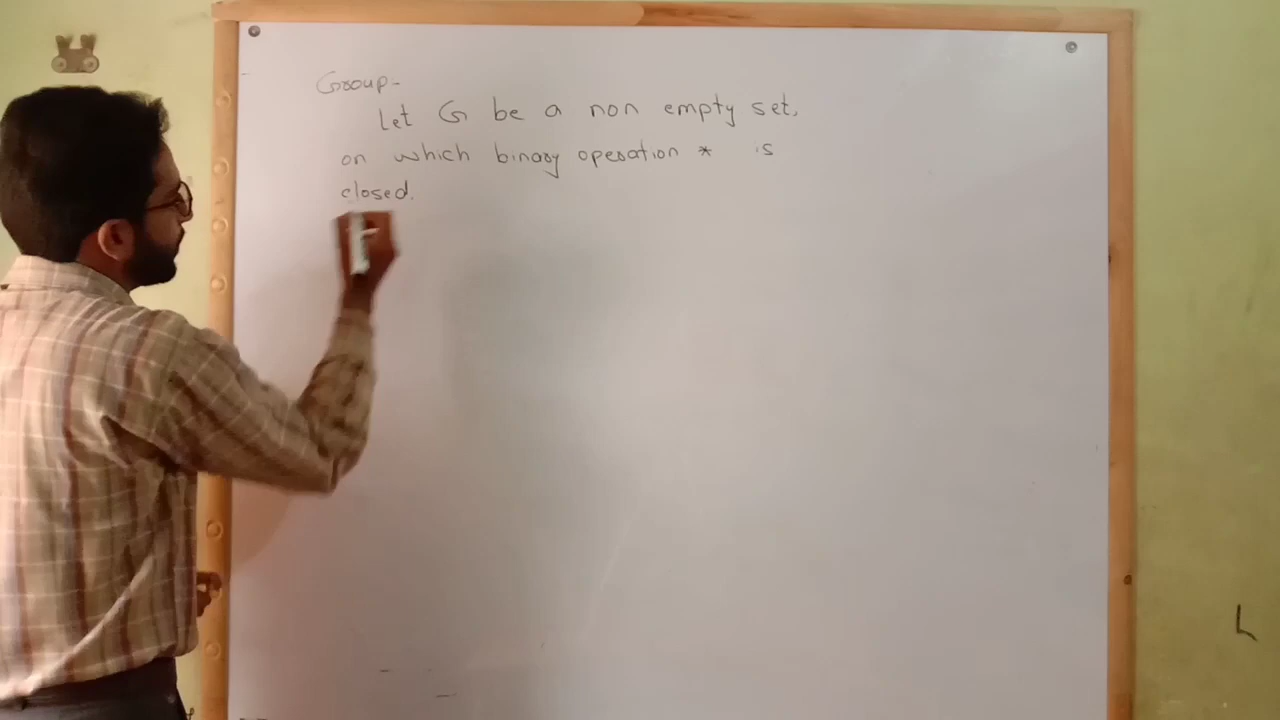 Group-
Let G be a non empty set,
on which binary operation * is
closed.